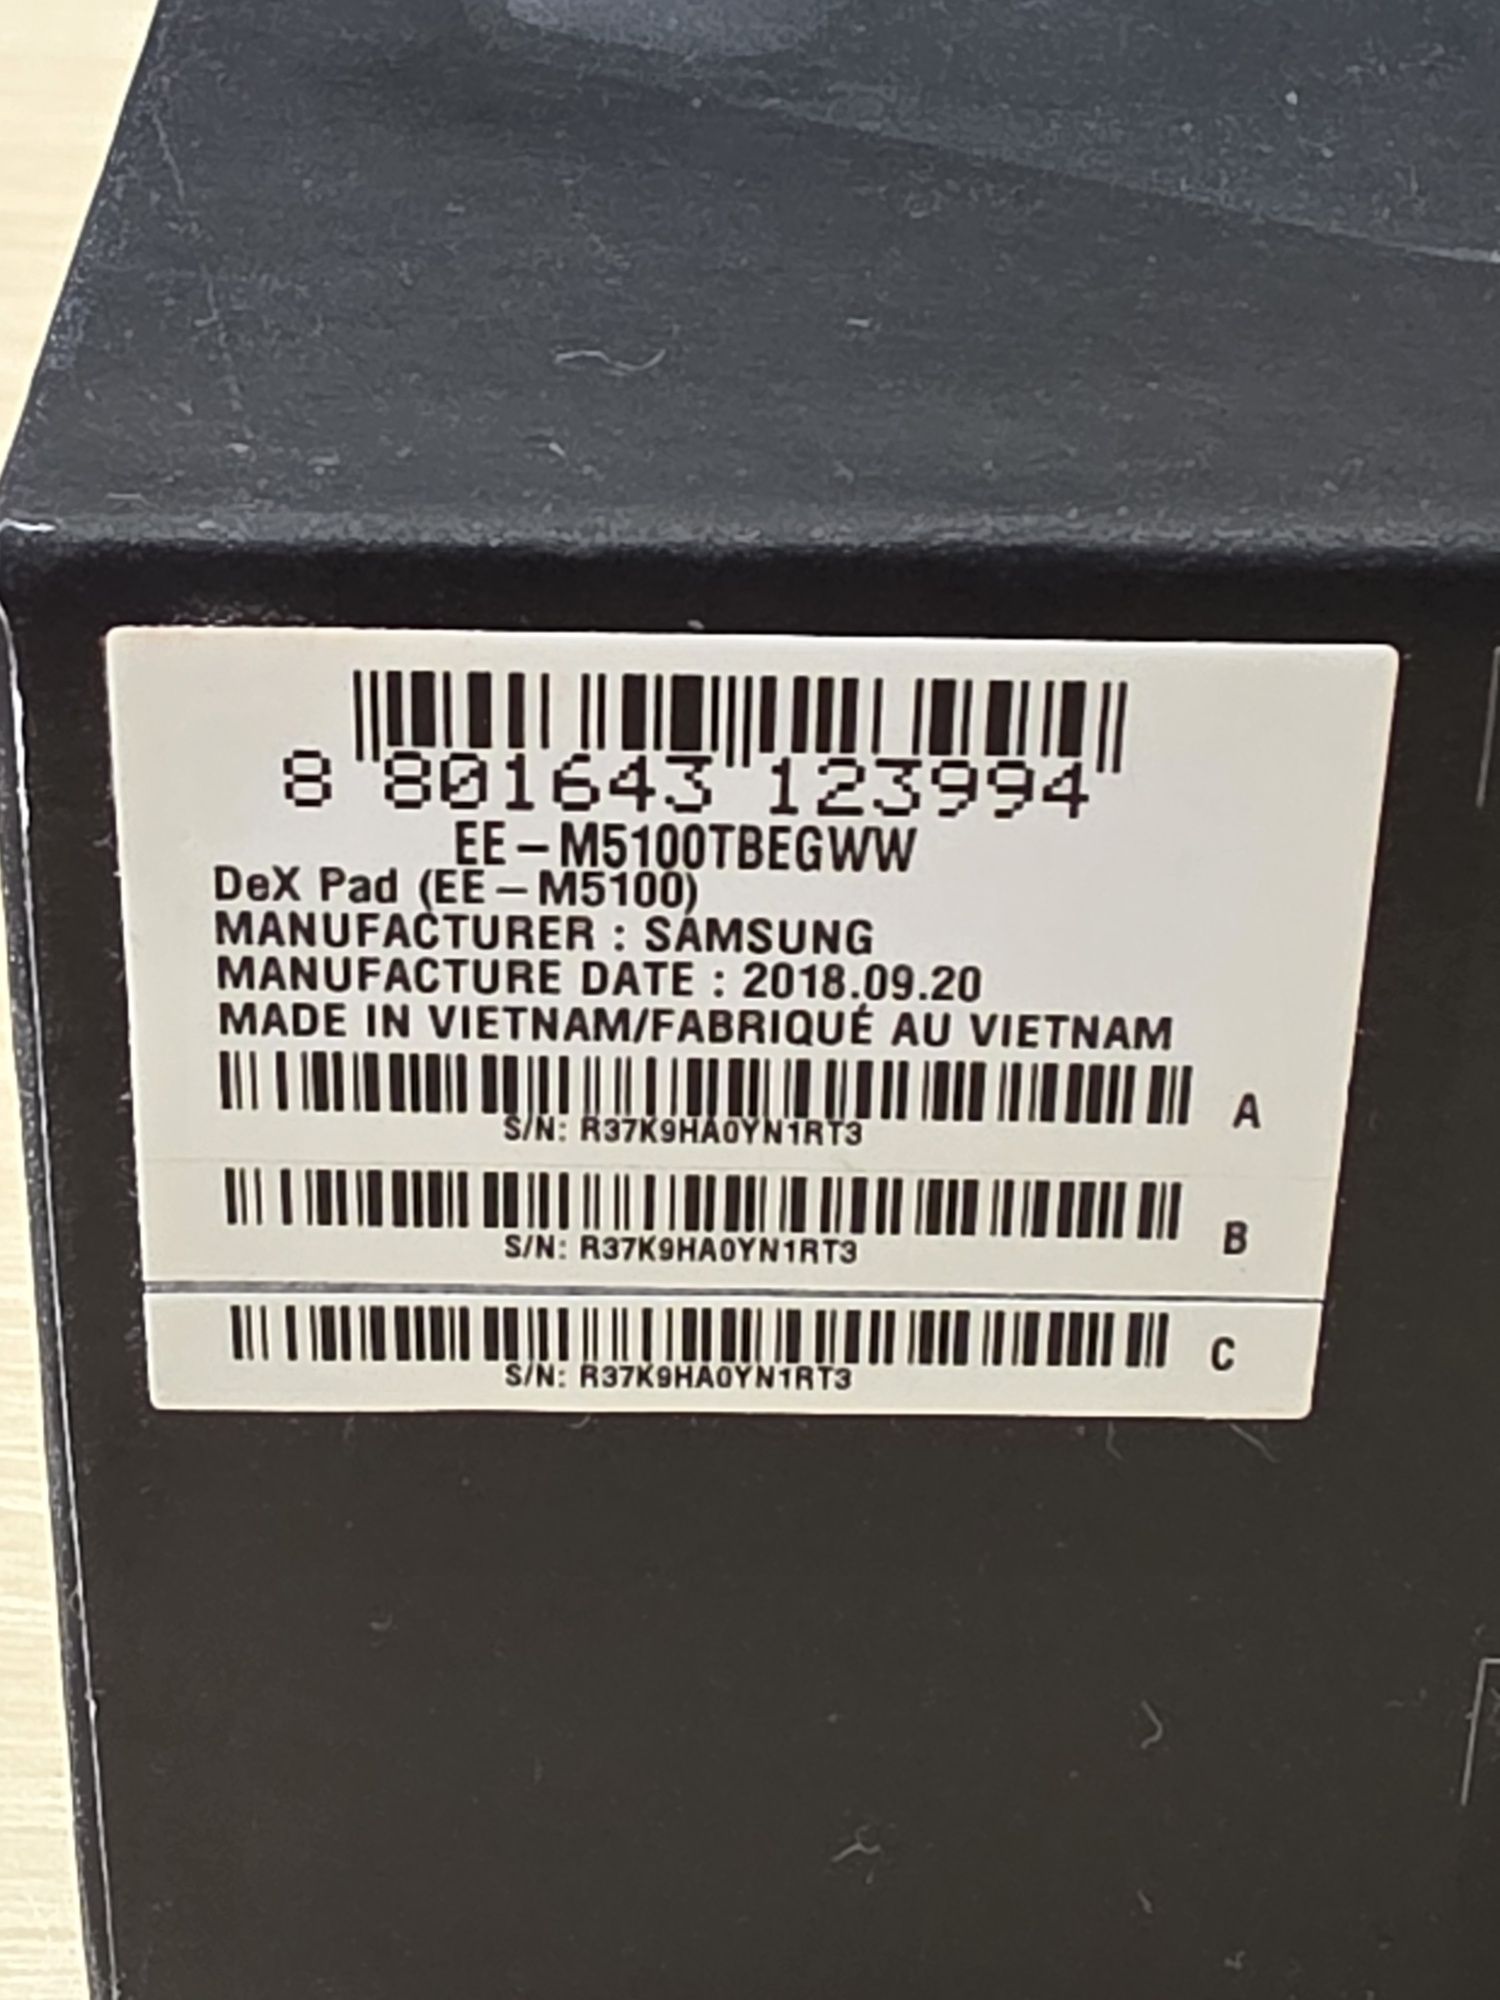 8 801643 123994
EE-M5100TBEGWW
DeX Pad (EE-M5100)
MANUFACTURER : SAMSUNG
MANUFACTURE DATE : 2018.09.20
MADE IN VIETNAM/FABRIQUÉ AU VIETNAM
A
S/N: R37K9HA0YN1RT3
B
S/N: R37K9HA0YN1RT3
C
S/N: R37K9HA0YN1RT3